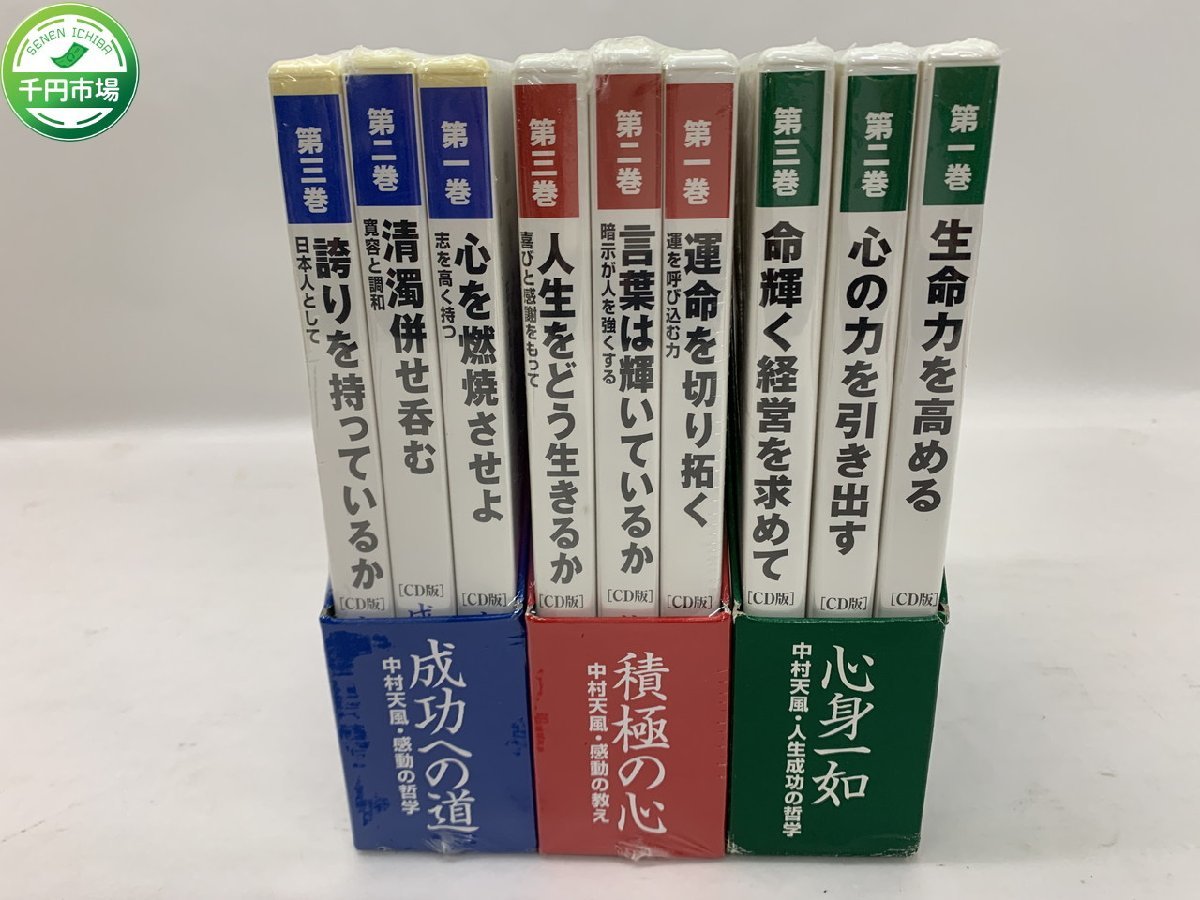 SENEN ICHIBA
千円市場
第三巻
誇りを持っているか
日本人として
[CD版]
第二巻
清濁併せ呑む
寛容と調和
[CD版]
第一巻
心を燃焼させよ
志を高く持つ
[CD版]
成功への道
中村天風・感動の哲学
第三巻
人生をどう生きるか
喜びと感謝をもって
[CD版]
第二巻
言葉は輝いているか
暗示が人を強くする
[CD版]
第一巻
運命を切り拓く
運を呼び込む力
[CD版]
積極の心
中村天風・感動の教え
第三巻
命輝く経営を求めて
[CD版]
第二巻
心の力を引き出す
[CD版]
第一巻
生命力を高める
[CD版]
心身一如
中村天風・人生成功の哲学